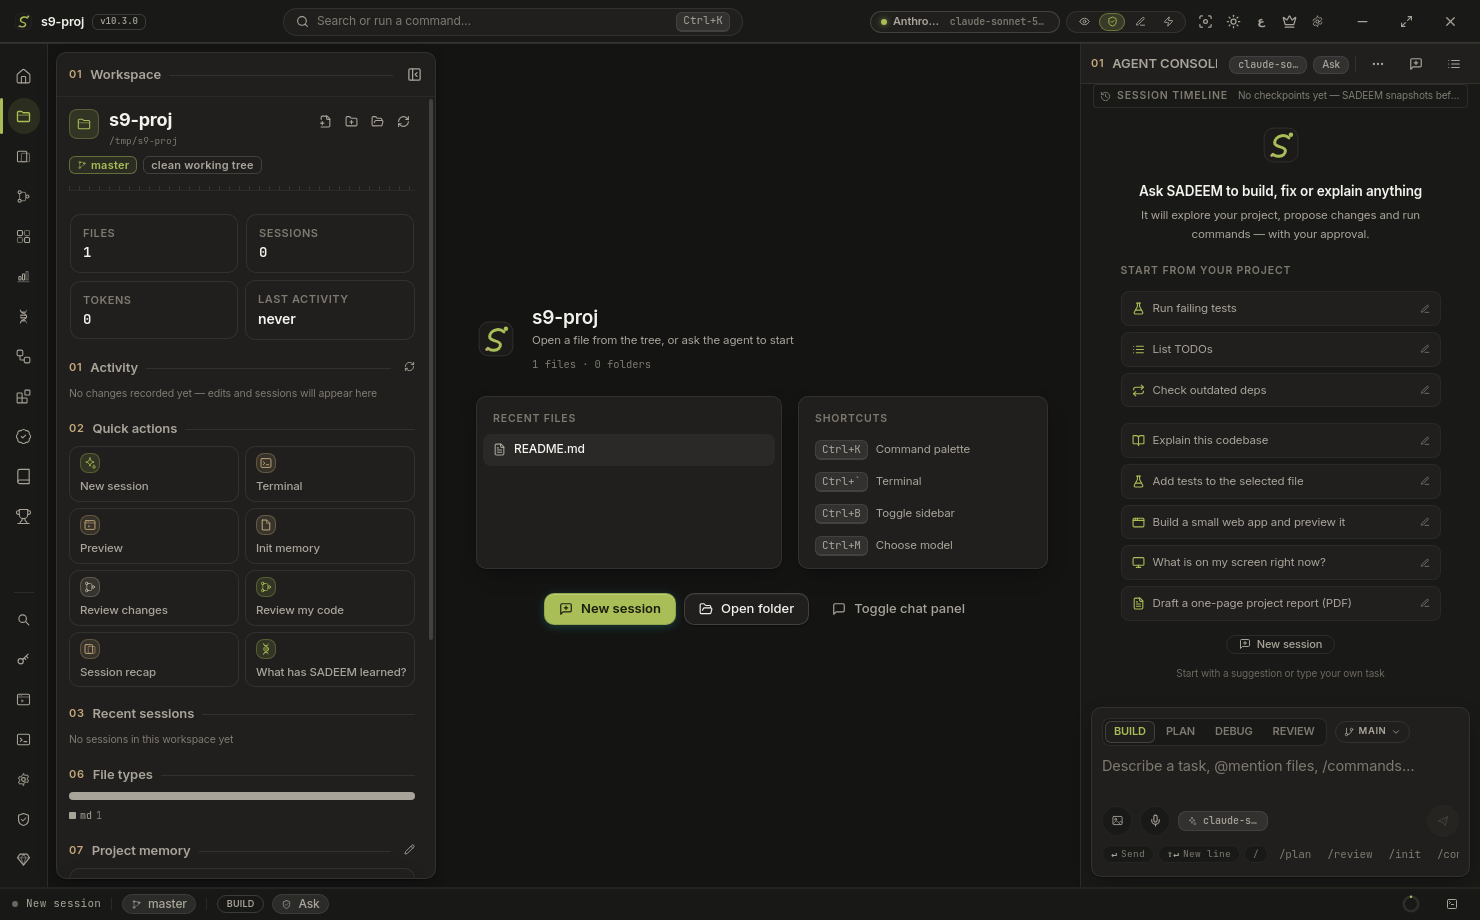 s9-proj v10.3.0
Search or run a command... Ctrl+K
Anthro... claude-sonnet-5...
ع
01 Workspace
s9-proj
/tmp/s9-proj
master clean working tree
FILES
1
SESSIONS
0
TOKENS
0
LAST ACTIVITY
never
01 Activity
No changes recorded yet — edits and sessions will appear here
02 Quick actions
New session
Terminal
Preview
Init memory
Review changes
Review my code
Session recap
What has SADEEM learned?
03 Recent sessions
No sessions in this workspace yet
06 File types
md 1
07 Project memory
s9-proj
Open a file from the tree, or ask the agent to start
1 files · 0 folders
RECENT FILES
README.md
SHORTCUTS
Ctrl+K Command palette
Ctrl+` Terminal
Ctrl+B Toggle sidebar
Ctrl+M Choose model
New session
Open folder
Toggle chat panel
01 AGENT CONSOL claude-so... Ask
SESSION TIMELINE No checkpoints yet — SADEEM snapshots bef...
Ask SADEEM to build, fix or explain anything
It will explore your project, propose changes and run
commands — with your approval.
START FROM YOUR PROJECT
Run failing tests
List TODOs
Check outdated deps
Explain this codebase
Add tests to the selected file
Build a small web app and preview it
What is on my screen right now?
Draft a one-page project report (PDF)
New session
Start with a suggestion or type your own task
BUILD PLAN DEBUG REVIEW MAIN
Describe a task, @mention files, /commands...
claude-s...
↵ Send ⇧↵ New line / /plan /review /init /cor
New session master BUILD Ask